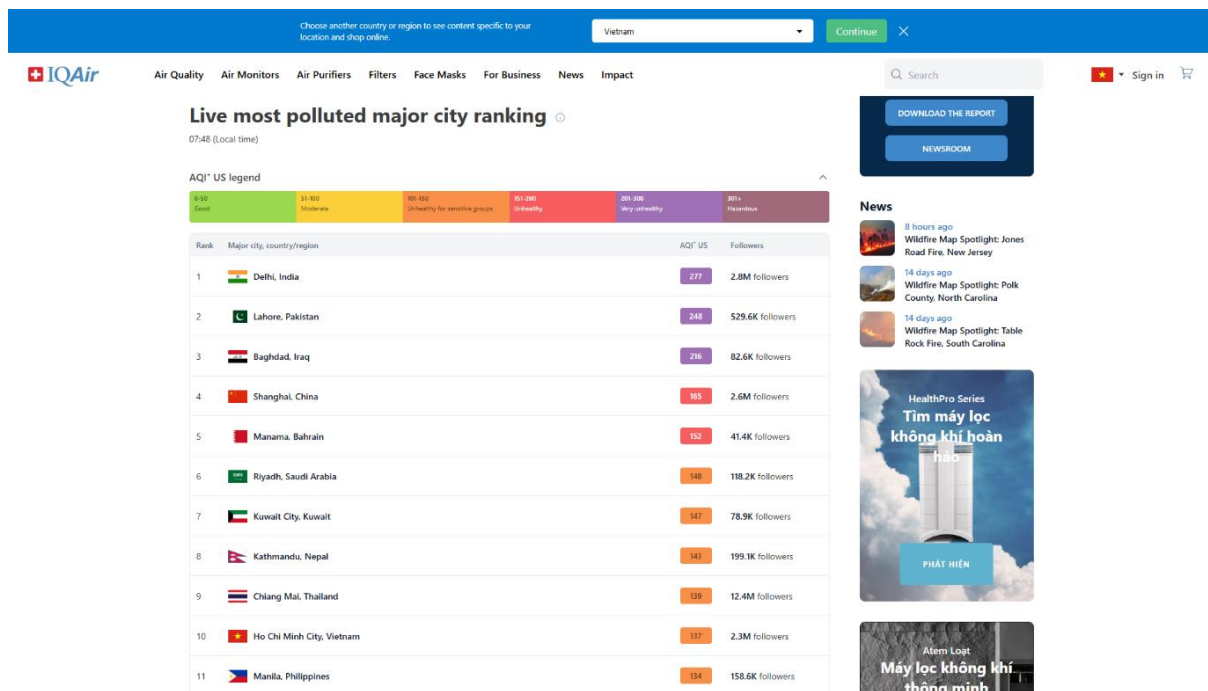 Choose another country or region to see content specific to your
location and shop online.
Vietnam
Continue
IQAir
Air Quality
Air Monitors
Air Purifiers
Filters
Face Masks
For Business
News
Impact
Search
Sign in
Live most polluted major city ranking
07:48 (Local time)
AQI⁺ US legend
0-50
Good
51-100
Moderate
101-150
Unhealthy for sensitive groups
151-200
Unhealthy
201-300
Very unhealthy
301+
Hazardous
Rank Major city, country/region AQI⁺ US Followers
1 Delhi, India 277 2.8M followers
2 Lahore, Pakistan 248 529.6K followers
3 Baghdad, Iraq 216 82.6K followers
4 Shanghai, China 165 2.6M followers
5 Manama, Bahrain 152 41.4K followers
6 Riyadh, Saudi Arabia 148 118.2K followers
7 Kuwait City, Kuwait 147 78.9K followers
8 Kathmandu, Nepal 143 199.1K followers
9 Chiang Mai, Thailand 139 12.4M followers
10 Ho Chi Minh City, Vietnam 137 2.3M followers
11 Manila, Philippines 134 158.6K followers
DOWNLOAD THE REPORT
NEWSROOM
News
8 hours ago
Wildfire Map Spotlight: Jones
Road Fire, New Jersey
14 days ago
Wildfire Map Spotlight: Polk
County, North Carolina
14 days ago
Wildfire Map Spotlight: Table
Rock Fire, South Carolina
HealthPro Series
Tìm máy lọc
không khí hoàn
hảo
PHÁT HIỆN
Atem Loạt
Máy lọc không khí
thông minh